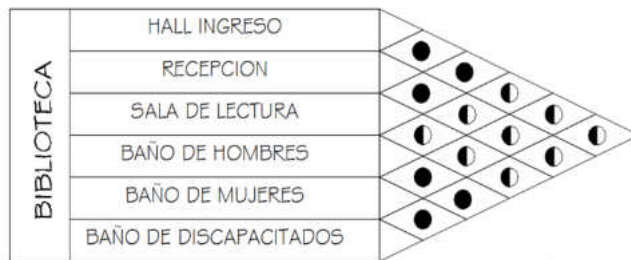 BIBLIOTECA
HALL INGRESO
RECEPCION
SALA DE LECTURA
BAÑO DE HOMBRES
BAÑO DE MUJERES
BAÑO DE DISCAPACITADOS